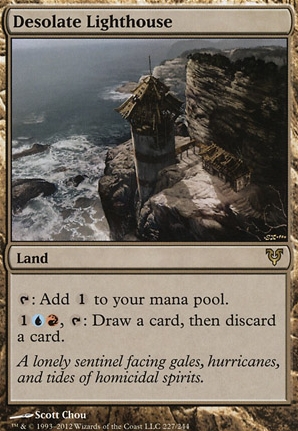 Desolate Lighthouse
Land
: Add 1 to your mana pool.
1 , : Draw a card, then discard
a card.
A lonely sentinel facing gales, hurricanes,
and tides of homicidal spirits.
Scott Chou
™ & © 1993–2012 Wizards of the Coast LLC 227/244